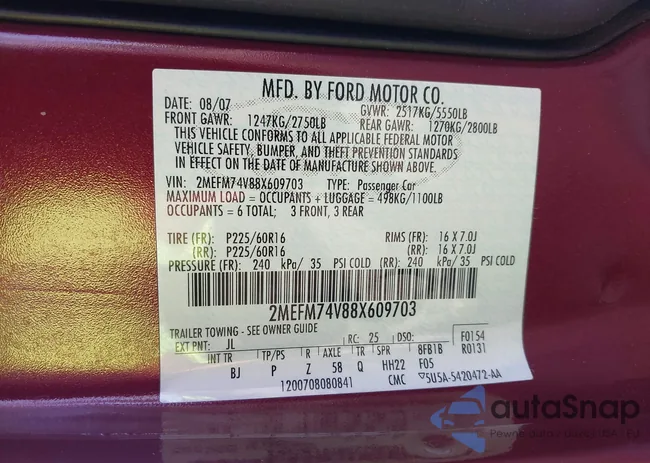 MFD. BY FORD MOTOR CO.
DATE: 08/07 GVWR: 2517KG/5550LB
FRONT GAWR: 1247KG/2750LB REAR GAWR: 1270KG/2800LB
THIS VEHICLE CONFORMS TO ALL APPLICABLE FEDERAL MOTOR
VEHICLE SAFETY, BUMPER, AND THEFT PREVENTION STANDARDS
IN EFFECT ON THE DATE OF MANUFACTURE SHOWN ABOVE.
VIN: 2MEFM74V88X609703 TYPE: Passenger Car
MAXIMUM LOAD = OCCUPANTS + LUGGAGE = 498KG/1100LB
OCCUPANTS = 6 TOTAL; 3 FRONT, 3 REAR
TIRE (FR): P225/60R16 RIMS (FR): 16 X 7.0J
(RR): P225/60R16 (RR): 16 X 7.0J
PRESSURE (FR): 240 kPa/ 35 PSI COLD (RR): 240 kPa/ 35 PSI COLD
2MEFM74V88X609703
TRAILER TOWING - SEE OWNER GUIDE
EXT PNT: JL RC: 25 DSO: F0154
INT TR TP/PS R AXLE TR SPR 8FB1B R0131
BJ P Z 58 Q HH22 F05
1200708080841 CMC 5U5A-5420472-AA
autaSnap